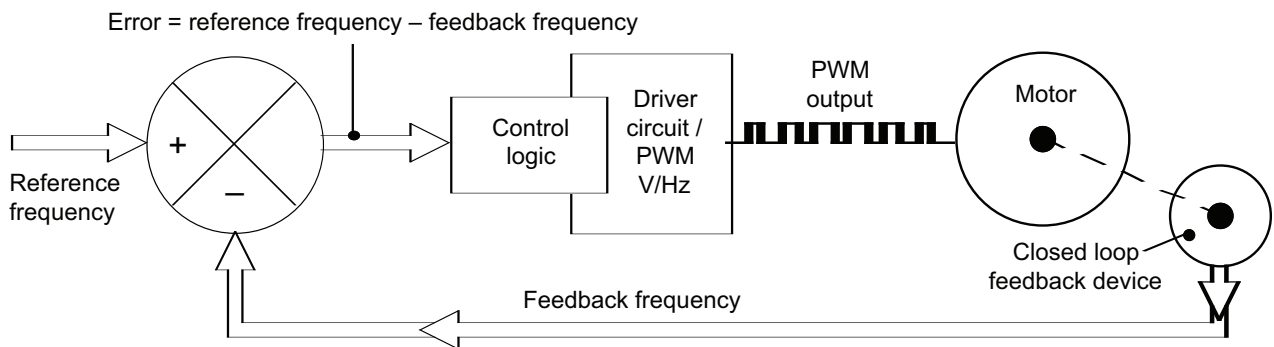 Error = reference frequency – feedback frequency
+
–
Reference
frequency
Control
logic
Driver
circuit /
PWM
V/Hz
PWM
output
Motor
Closed loop
feedback device
Feedback frequency